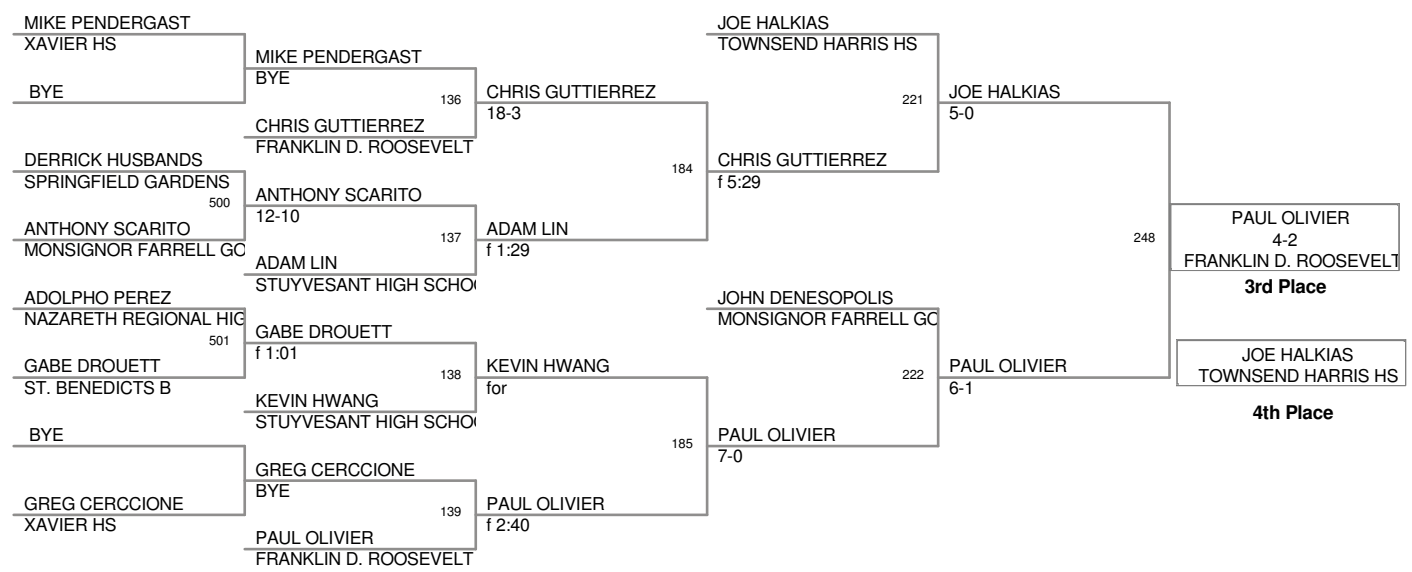 MIKE PENDERGAST
XAVIER HS
BYE
DERRICK HUSBANDS
SPRINGFIELD GARDENS
500
ANTHONY SCARITO
MONSIGNOR FARRELL GO
ADOLPHO PEREZ
NAZARETH REGIONAL HIG
501
GABE DROUETT
ST. BENEDICTS B
BYE
GREG CERCCIONE
XAVIER HS
MIKE PENDERGAST
BYE
136
CHRIS GUTTIERREZ
FRANKLIN D. ROOSEVELT
ANTHONY SCARITO
12-10
137
ADAM LIN
STUYVESANT HIGH SCHOO
GABE DROUETT
f 1:01
138
KEVIN HWANG
STUYVESANT HIGH SCHOO
GREG CERCCIONE
BYE
139
PAUL OLIVIER
FRANKLIN D. ROOSEVELT
CHRIS GUTTIERREZ
18-3
184
ADAM LIN
f 1:29
KEVIN HWANG
for
185
PAUL OLIVIER
f 2:40
JOE HALKIAS
TOWNSEND HARRIS HS
221
CHRIS GUTTIERREZ
f 5:29
JOHN DENESOPOLIS
MONSIGNOR FARRELL GO
222
PAUL OLIVIER
7-0
JOE HALKIAS
5-0
248
PAUL OLIVIER
6-1
PAUL OLIVIER
4-2
FRANKLIN D. ROOSEVELT
3rd Place
JOE HALKIAS
TOWNSEND HARRIS HS
4th Place